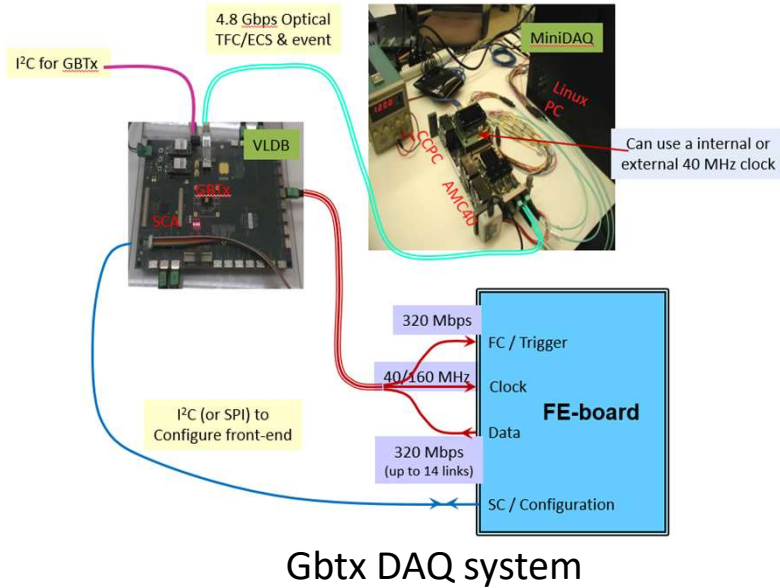 4.8 Gbps Optical
TFC/ECS & event
I²C for GBTx
MiniDAQ
VLDB
GBTx
SCA
1200
Linux
PC
CCPC
AMC40
Can use a internal or
external 40 MHz clock
320 Mbps
FC / Trigger
40/160 MHz
Clock
FE-board
Data
320 Mbps
(up to 14 links)
I²C (or SPI) to
Configure front-end
SC / Configuration
Gbtx DAQ system